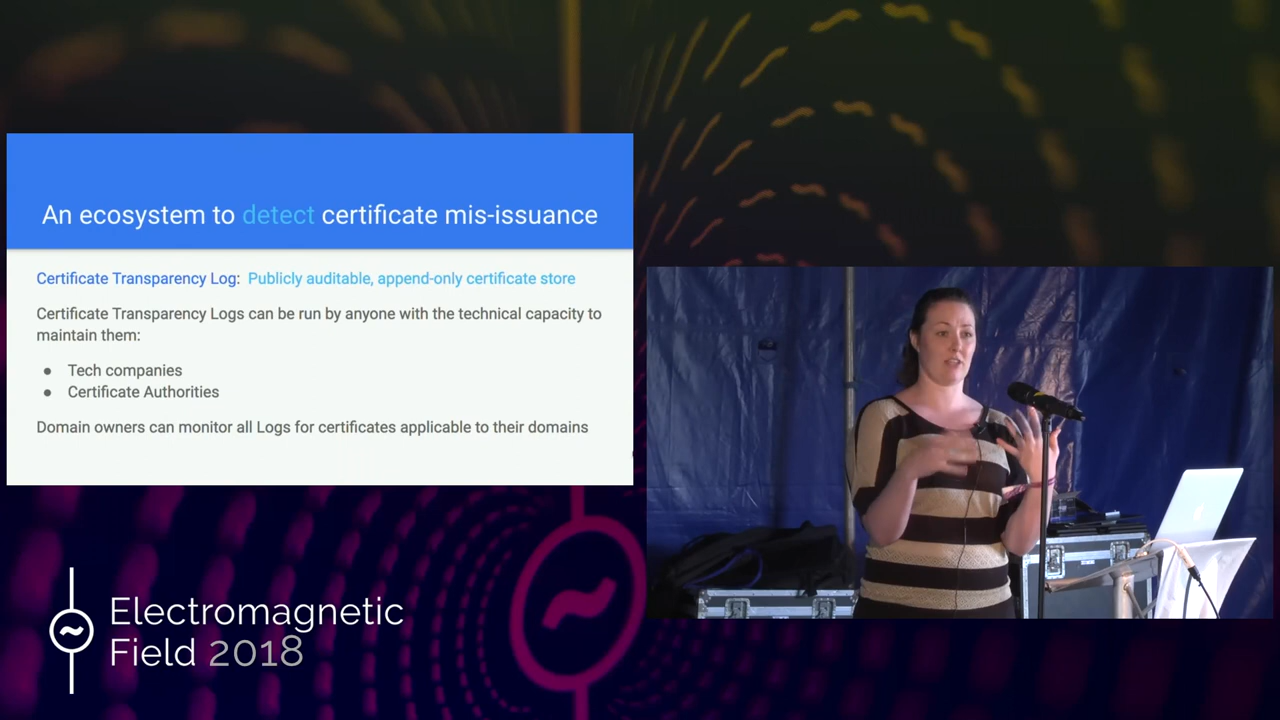 An ecosystem to detect certificate mis-issuance
Certificate Transparency Log: Publicly auditable, append-only certificate store
Certificate Transparency Logs can be run by anyone with the technical capacity to
maintain them:
● Tech companies
● Certificate Authorities
Domain owners can monitor all Logs for certificates applicable to their domains
Electromagnetic
Field 2018